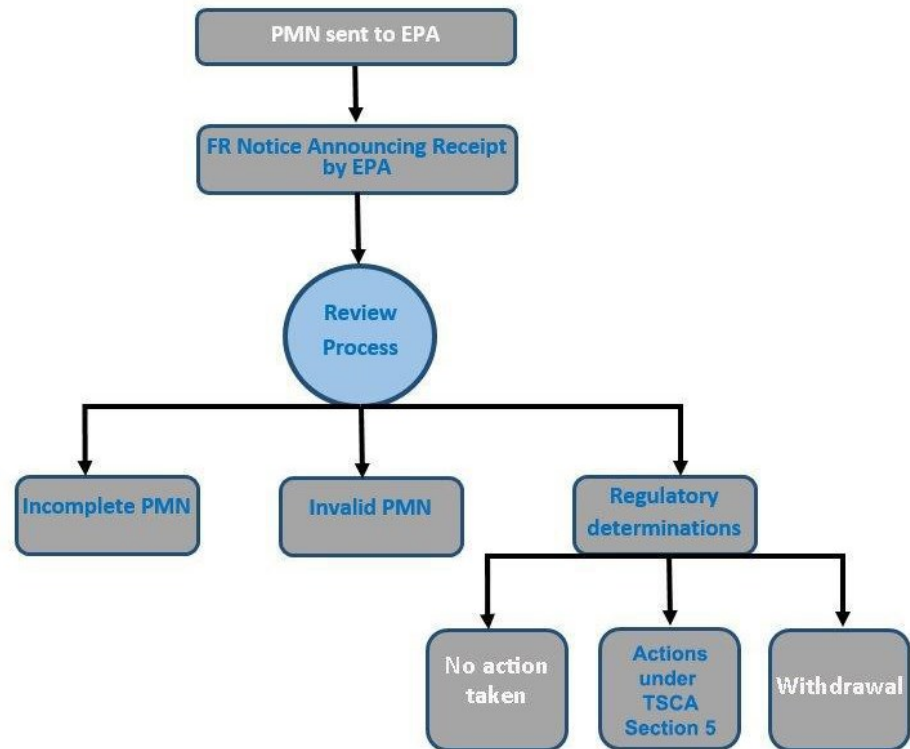 PMN sent to EPA
FR Notice Announcing Receipt
by EPA
Review
Process
Incomplete PMN
Invalid PMN
Regulatory
determinations
No action
taken
Actions
under
TSCA
Section 5
Withdrawal